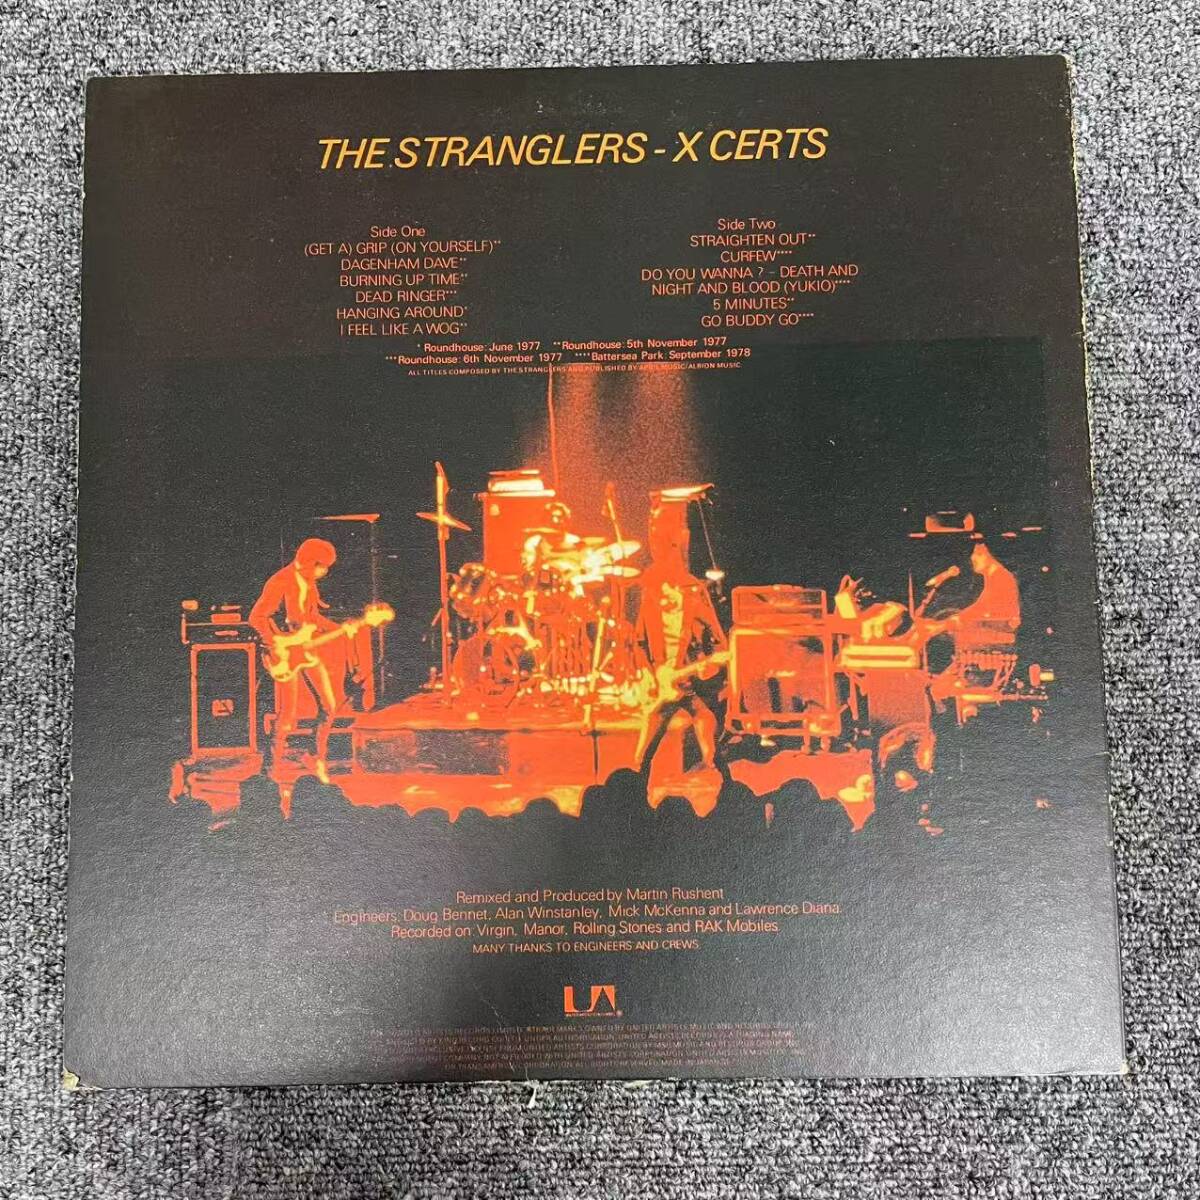 THE STRANGLERS - X CERTS
Side One
(GET A) GRIP (ON YOURSELF)**
DAGENHAM DAVE**
BURNING UP TIME**
DEAD RINGER***
HANGING AROUND*
I FEEL LIKE A WOG**
Side Two
STRAIGHTEN OUT**
CURFEW****
DO YOU WANNA ? - DEATH AND
NIGHT AND BLOOD (YUKIO)****
5 MINUTES**
GO BUDDY GO****
* Roundhouse: June 1977 **Roundhouse: 5th November 1977
***Roundhouse: 6th November 1977 ****Battersea Park: September 1978
ALL TITLES COMPOSED BY THE STRANGLERS AND PUBLISHED BY APRIL MUSIC/ALBION MUSIC.
Remixed and Produced by Martin Rushent
Engineers: Doug Bennet, Alan Winstanley, Mick McKenna and Lawrence Diana.
Recorded on: Virgin, Manor, Rolling Stones and RAK Mobiles.
MANY THANKS TO ENGINEERS AND CREWS.
UA